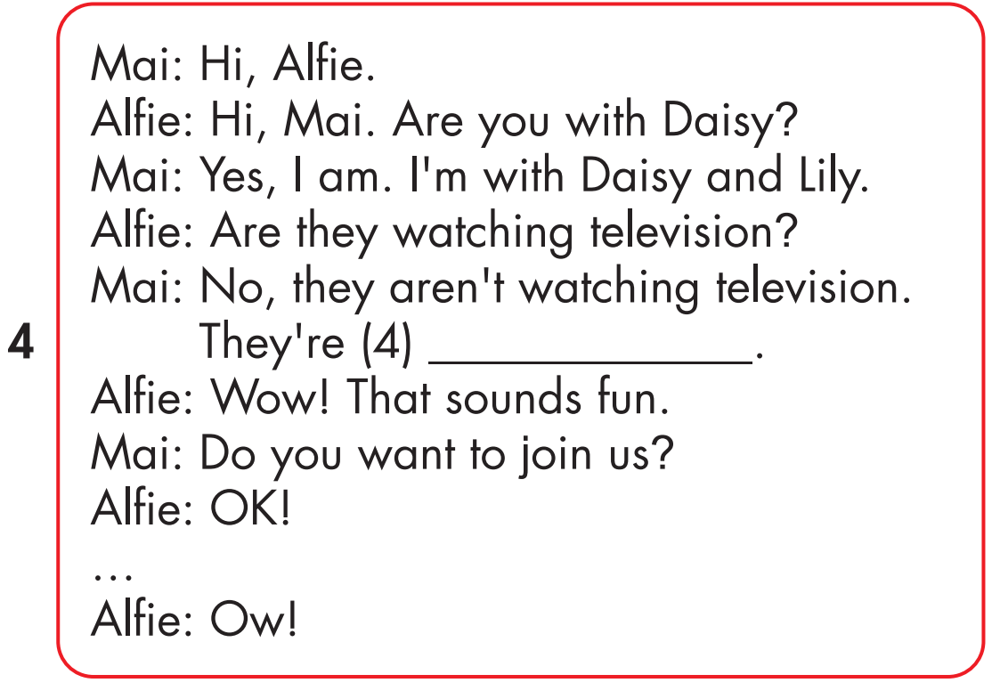 Mai: Hi, Alfie.
Alfie: Hi, Mai. Are you with Daisy?
Mai: Yes, I am. I'm with Daisy and Lily.
Alfie: Are they watching television?
Mai: No, they aren't watching television.
4 They're (4) _______________.
Alfie: Wow! That sounds fun.
Mai: Do you want to join us?
Alfie: OK!
...
Alfie: Ow!